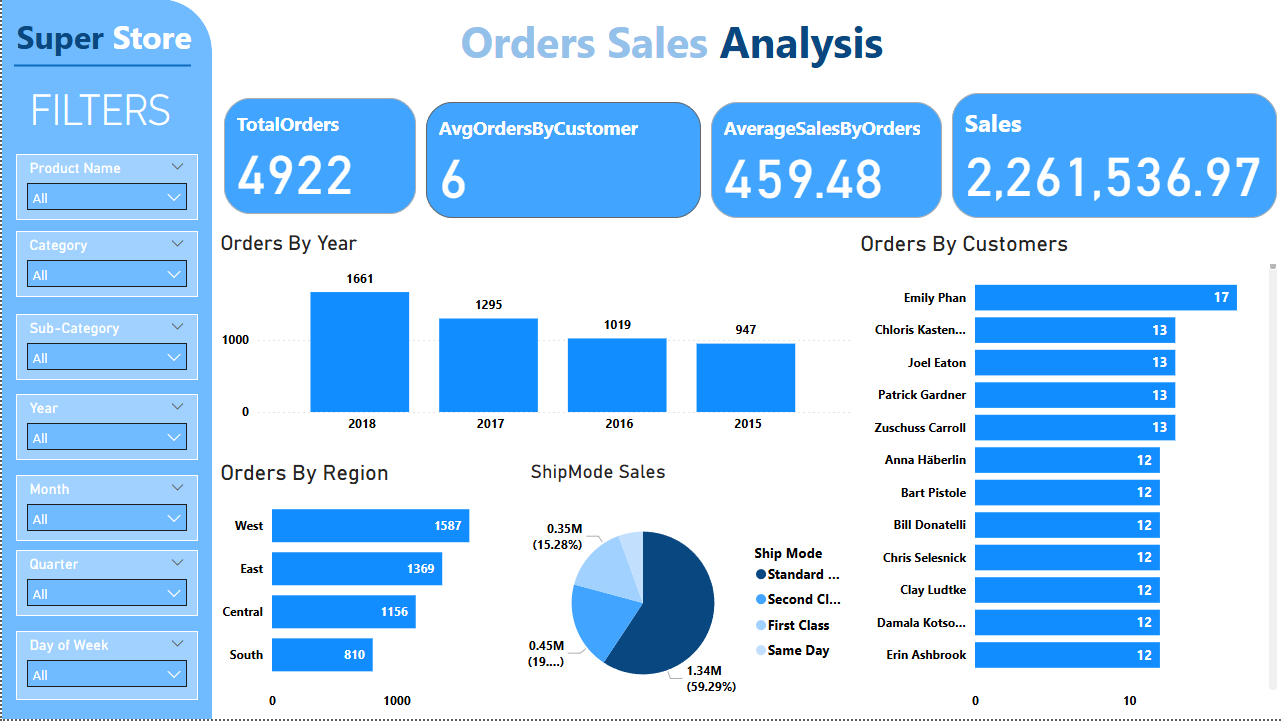 Super Store
FILTERS
Product Name
All
Category
All
Sub-Category
All
Year
All
Month
All
Quarter
All
Day of Week
All
Orders Sales Analysis
TotalOrders
4922
AvgOrdersByCustomer
6
AverageSalesByOrders
459.48
Sales
2,261,536.97
Orders By Year
1661
1295
1019
947
1000
0
2018
2017
2016
2015
Orders By Region
West
1587
East
1369
Central
1156
South
810
0
1000
ShipMode Sales
0.35M
(15.28%)
0.45M
(19....)
1.34M
(59.29%)
Ship Mode
Standard ...
Second Cl...
First Class
Same Day
Orders By Customers
Emily Phan
17
Chloris Kasten...
13
Joel Eaton
13
Patrick Gardner
13
Zuschuss Carroll
13
Anna Häberlin
12
Bart Pistole
12
Bill Donatelli
12
Chris Selesnick
12
Clay Ludtke
12
Damala Kotso...
12
Erin Ashbrook
12
0
10